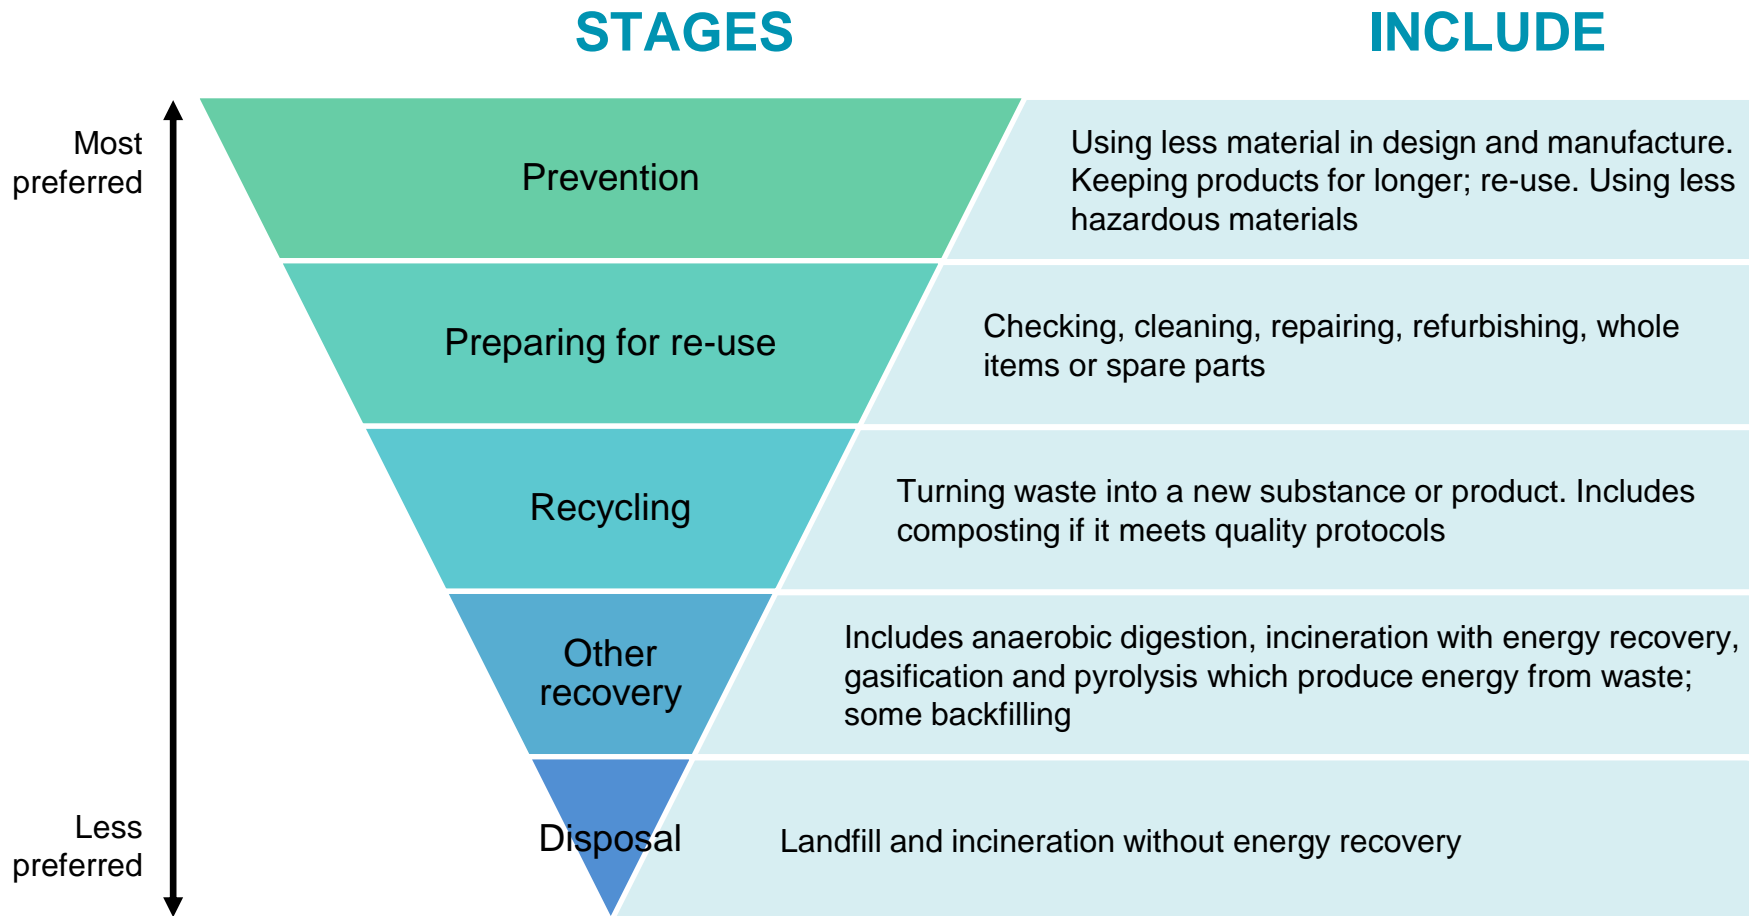 STAGES
INCLUDE
Most
preferred
Prevention
Using less material in design and manufacture.
Keeping products for longer; re-use. Using less
hazardous materials
Preparing for re-use
Checking, cleaning, repairing, refurbishing, whole
items or spare parts
Recycling
Turning waste into a new substance or product. Includes
composting if it meets quality protocols
Other
recovery
Includes anaerobic digestion, incineration with energy recovery,
gasification and pyrolysis which produce energy from waste;
some backfilling
Less
preferred
Disposal
Landfill and incineration without energy recovery